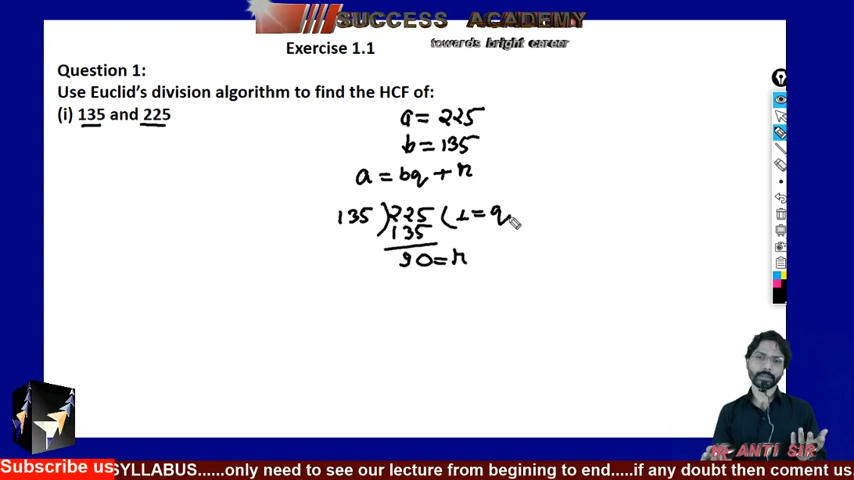 SUCCESS ACADEMY
towards bright career
Exercise 1.1
Question 1:
Use Euclid's division algorithm to find the HCF of:
(i) 135 and 225
a = 225
b = 135
a = bq + r
135 ) 225 ( 1 = q
135
90 = r
ANTI SIR
Subscribe us
SYLLABUS......only need to see our lecture from begining to end.....if any doubt then coment us.